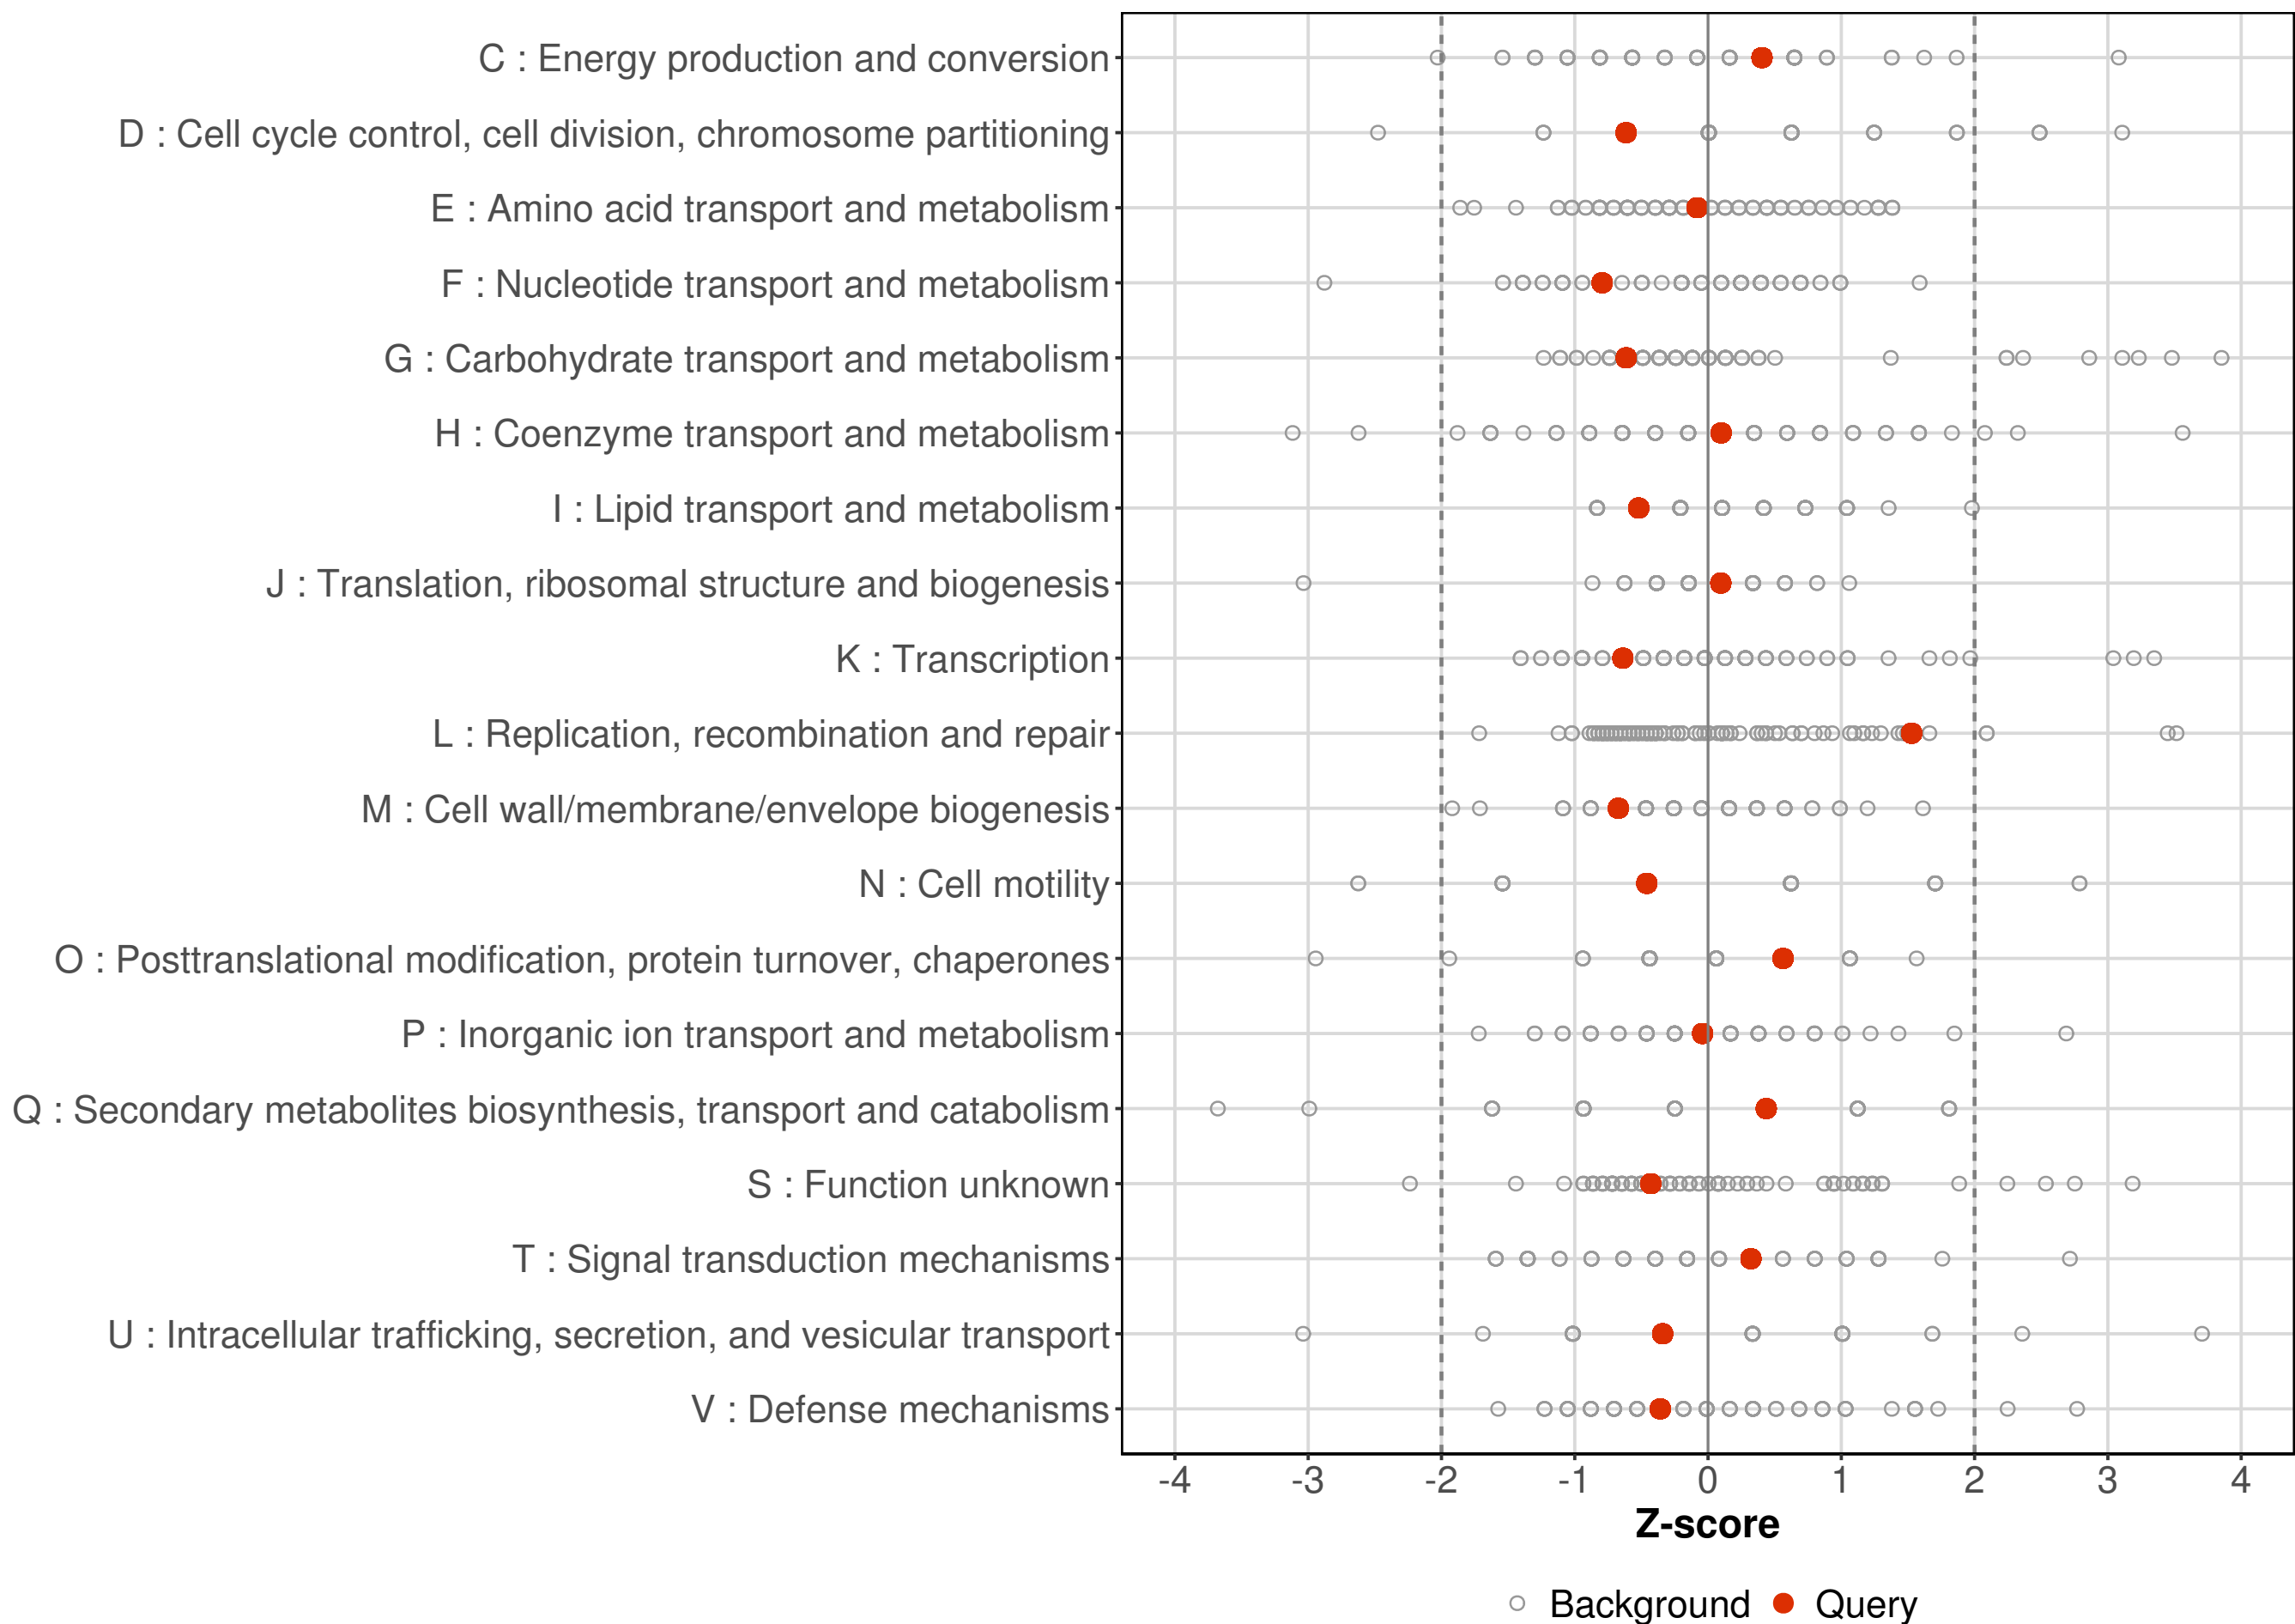 C : Energy production and conversion
D : Cell cycle control, cell division, chromosome partitioning
E : Amino acid transport and metabolism
F : Nucleotide transport and metabolism
G : Carbohydrate transport and metabolism
H : Coenzyme transport and metabolism
I : Lipid transport and metabolism
J : Translation, ribosomal structure and biogenesis
K : Transcription
L : Replication, recombination and repair
M : Cell wall/membrane/envelope biogenesis
N : Cell motility
O : Posttranslational modification, protein turnover, chaperones
P : Inorganic ion transport and metabolism
Q : Secondary metabolites biosynthesis, transport and catabolism
S : Function unknown
T : Signal transduction mechanisms
U : Intracellular trafficking, secretion, and vesicular transport
V : Defense mechanisms
-4 -3 -2 -1 0 1 2 3 4
Z-score
Background Query